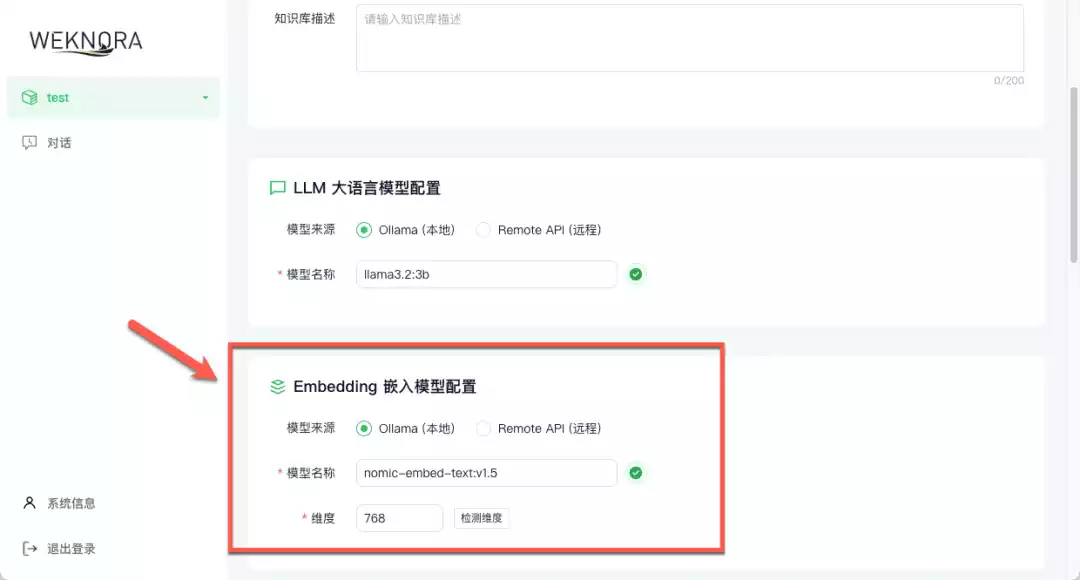 WEKNORA
test
对话
系统信息
退出登录
知识库描述
请输入知识库描述
0/200
LLM 大语言模型配置
模型来源 Ollama (本地) Remote API (远程)
* 模型名称 llama3.2:3b
Embedding 嵌入模型配置
模型来源 Ollama (本地) Remote API (远程)
* 模型名称 nomic-embed-text:v1.5
* 维度 768 检测维度